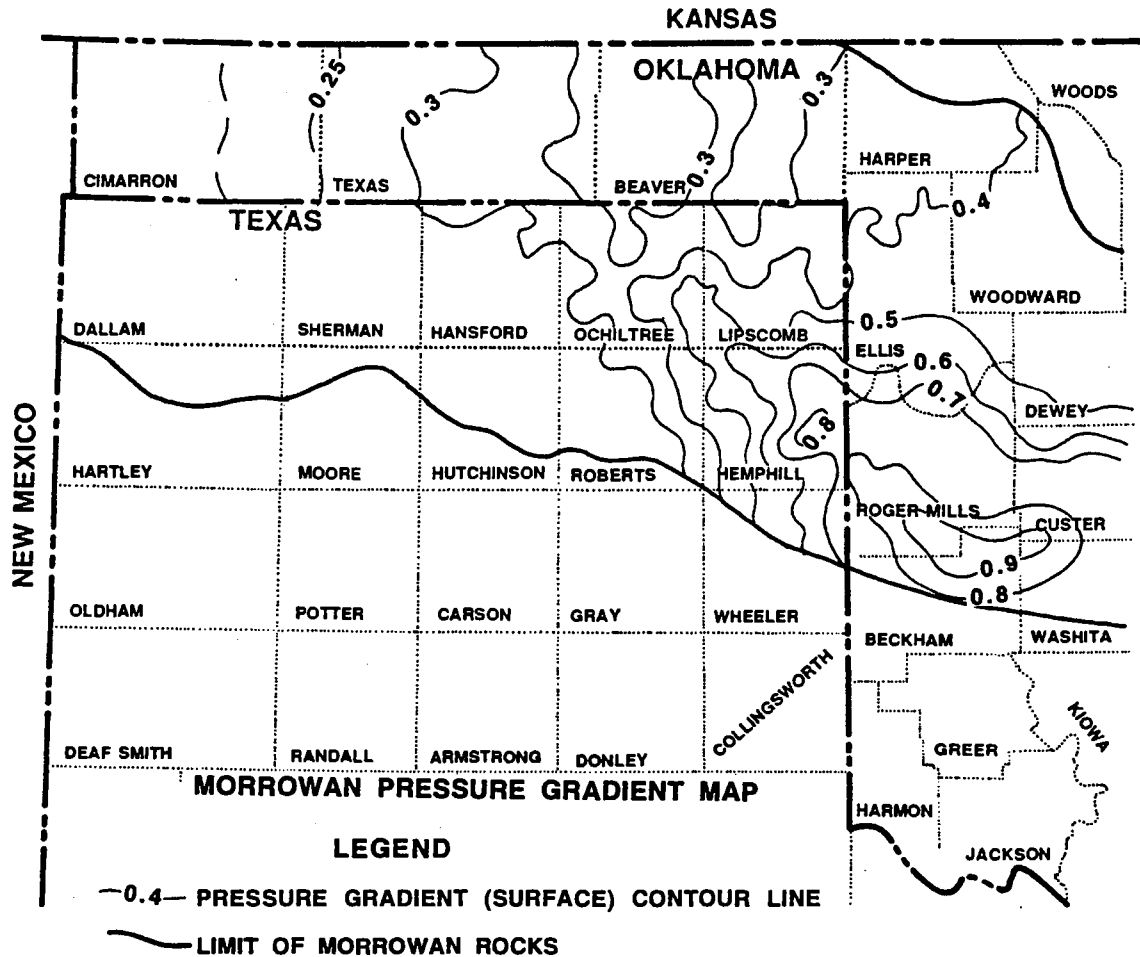 KANSAS
OKLAHOMA
0.25
0.3
0.3
0.3
WOODS
HARPER
CIMARRON
TEXAS
BEAVER
0.4
TEXAS
WOODWARD
DALLAM
SHERMAN
HANSFORD
OCHILTREE
LIPSCOMB
0.5
ELLIS
0.6
0.7
DEWEY
0.8
NEW MEXICO
HARTLEY
MOORE
HUTCHINSON
ROBERTS
HEMPHILL
ROGER MILLS
CUSTER
0.9
0.8
OLDHAM
POTTER
CARSON
GRAY
WHEELER
BECKHAM
WASHITA
COLLINGSWORTH
KIOWA
DEAF SMITH
RANDALL
ARMSTRONG
DONLEY
GREER
MORROWAN PRESSURE GRADIENT MAP
HARMON
JACKSON
LEGEND
0.4 PRESSURE GRADIENT (SURFACE) CONTOUR LINE
LIMIT OF MORROWAN ROCKS